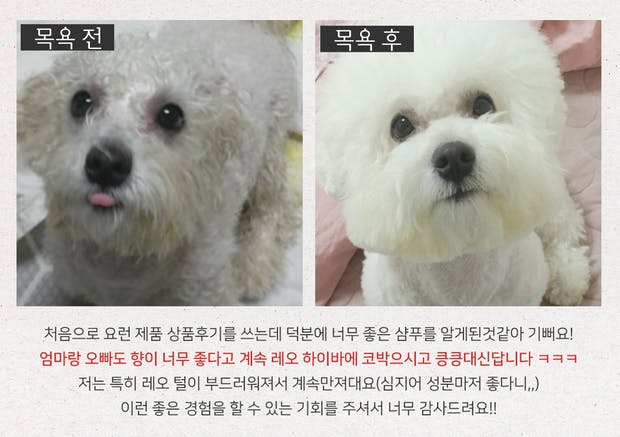 목욕 전
목욕 후
처음으로 요런 제품 상품후기를 쓰는데 덕분에 너무 좋은 샴푸를 알게된것같아 기뻐요!
엄마랑 오빠도 향이 너무 좋다고 계속 레오 하이바에 코박으시고 킁킁대신답니다 ㅋㅋㅋ
저는 특히 레오 털이 부드러워져서 계속만져대요(심지어 성분마저 좋다니,,)
이런 좋은 경험을 할 수 있는 기회를 주셔서 너무 감사드려요!!